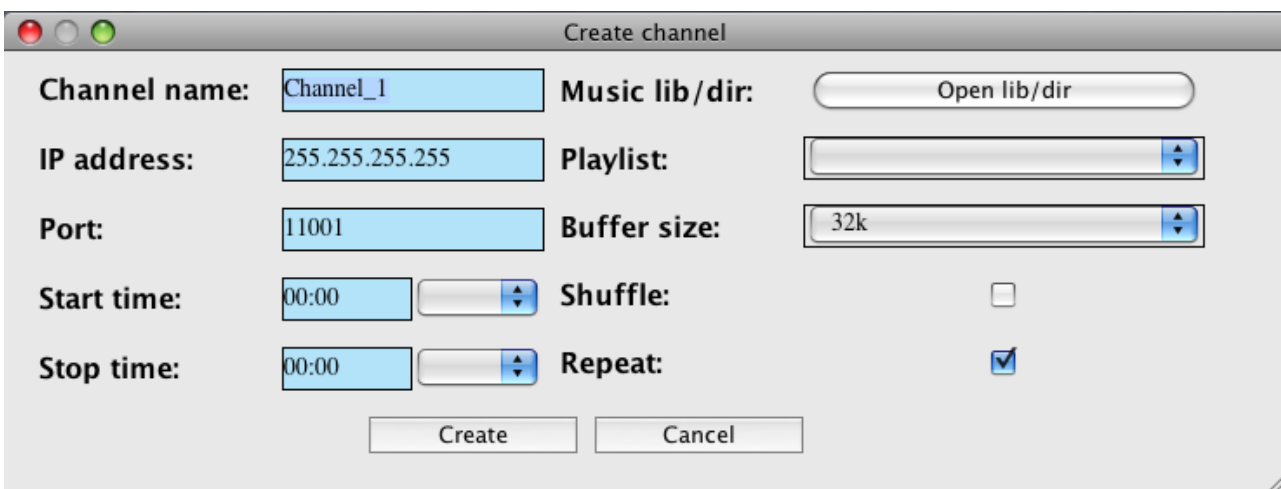 Create channel
Channel name: Channel_1 Music lib/dir: Open lib/dir
IP address: 255.255.255.255 Playlist:
Port: 11001 Buffer size: 32k
Start time: 00:00 Shuffle:
Stop time: 00:00 Repeat:
Create Cancel